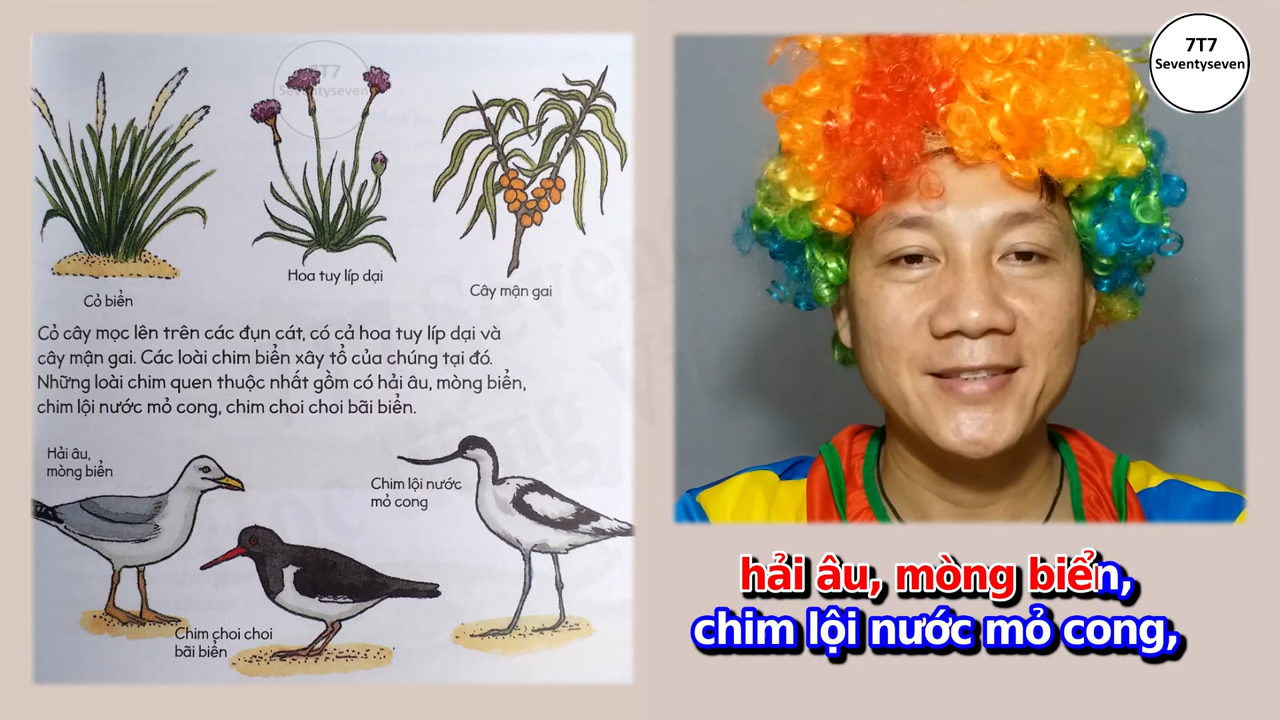 7T7
Seventyseven
Cỏ biển
Hoa tuy líp dại
Cây mận gai
Cỏ cây mọc lên trên các đụn cát, có cả hoa tuy líp dại và
cây mận gai. Các loài chim biển xây tổ của chúng tại đó.
Những loài chim quen thuộc nhất gồm có hải âu, mòng biển,
chim lội nước mỏ cong, chim choi choi bãi biển.
Hải âu,
mòng biển
Chim lội nước
mỏ cong
Chim choi choi
bãi biển
7T7
Seventyseven
hải âu, mòng biển,
chim lội nước mỏ cong,